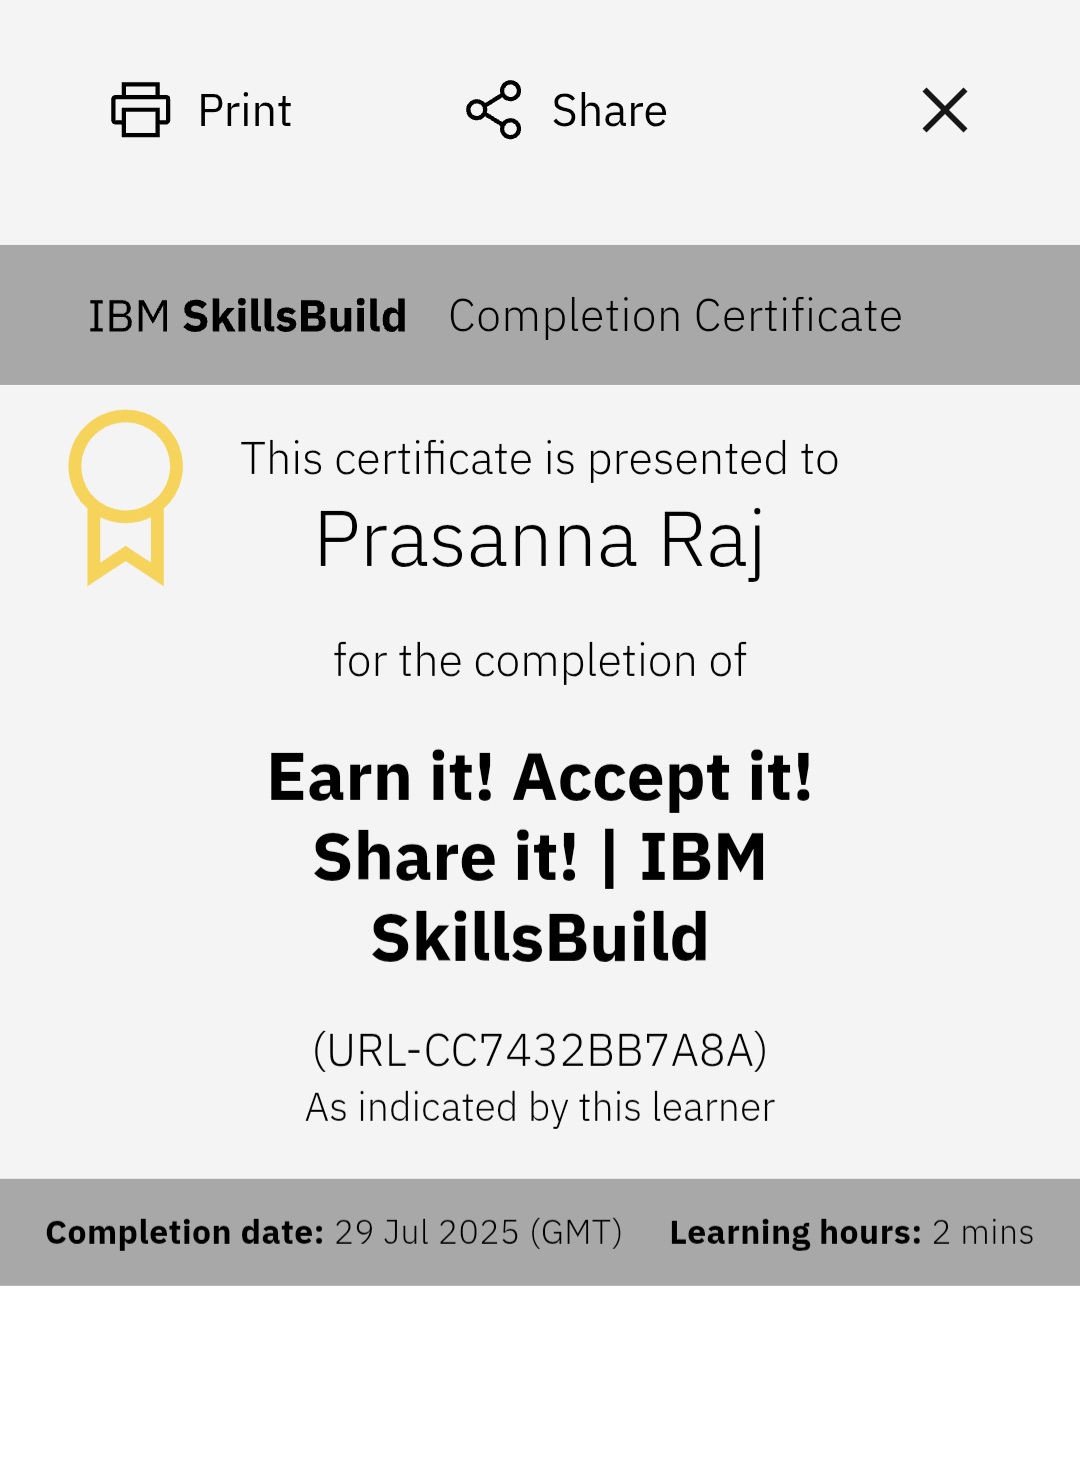 Print Share
IBM SkillsBuild Completion Certificate
This certificate is presented to
Prasanna Raj
for the completion of
Earn it! Accept it!
Share it! | IBM
SkillsBuild
(URL-CC7432BB7A8A)
As indicated by this learner
Completion date: 29 Jul 2025 (GMT) Learning hours: 2 mins